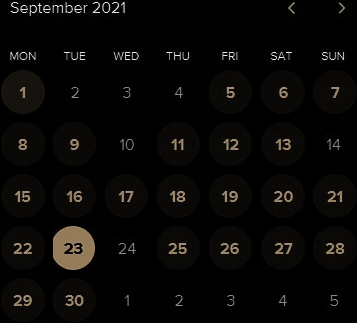 September 2021
MON TUE WED THU FRI SAT SUN
1 2 3 4 5 6 7
8 9 10 11 12 13 14
15 16 17 18 19 20 21
22 23 24 25 26 27 28
29 30 1 2 3 4 5